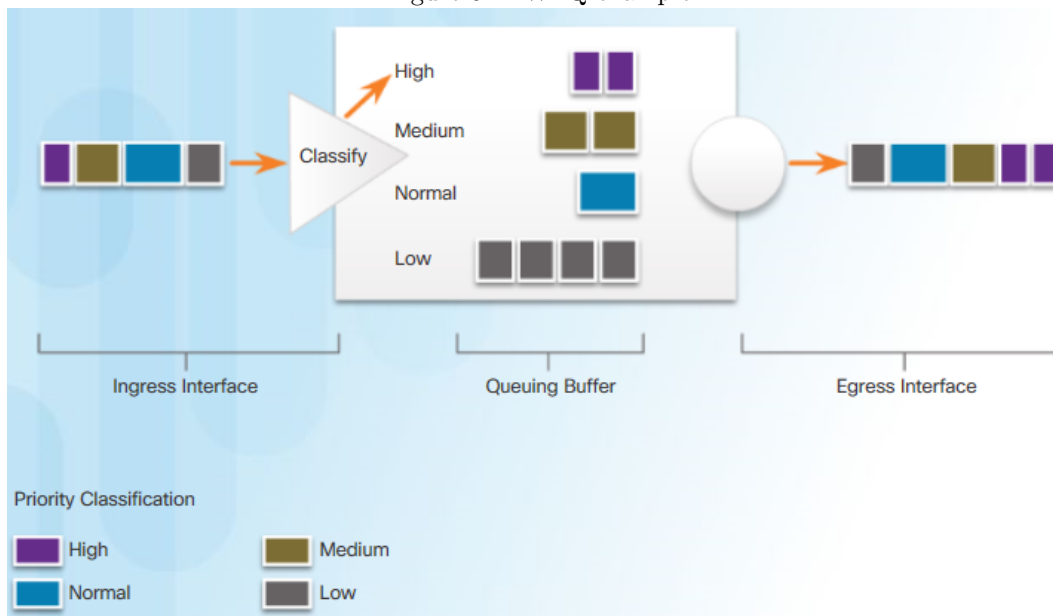 High
Medium
Classify
Normal
Low
Ingress Interface
Queuing Buffer
Egress Interface
Priority Classification
High
Medium
Normal
Low